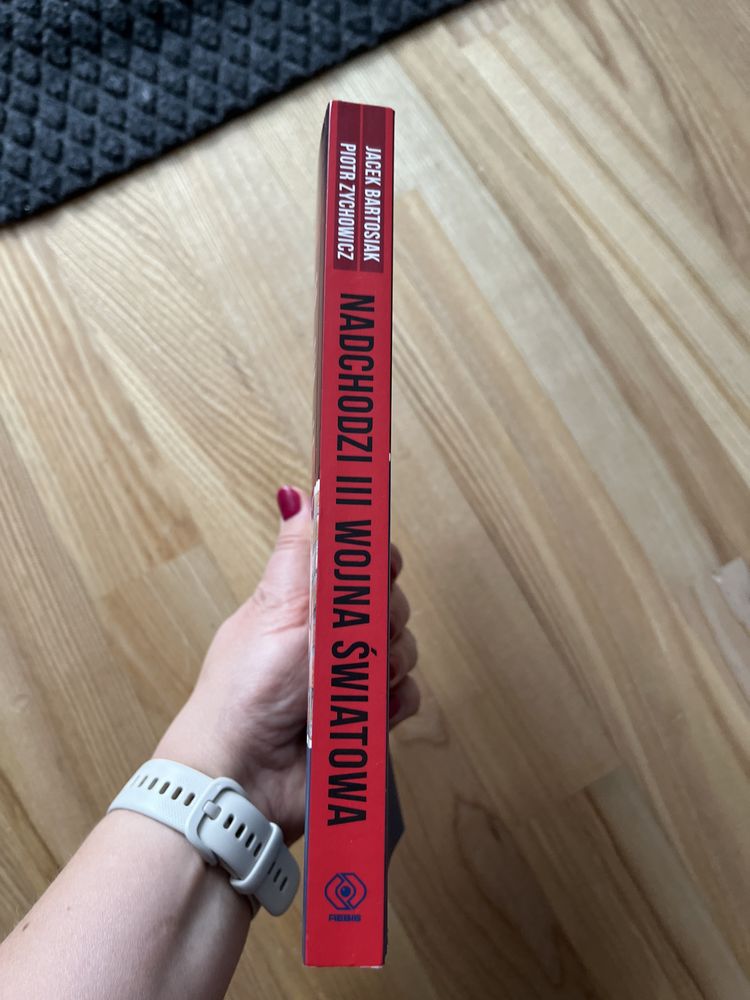 JACEK BARTOSIAK
PIOTR ZYCHOWICZ
NADCHODZI III WOJNA ŚWIATOWA
REBIS